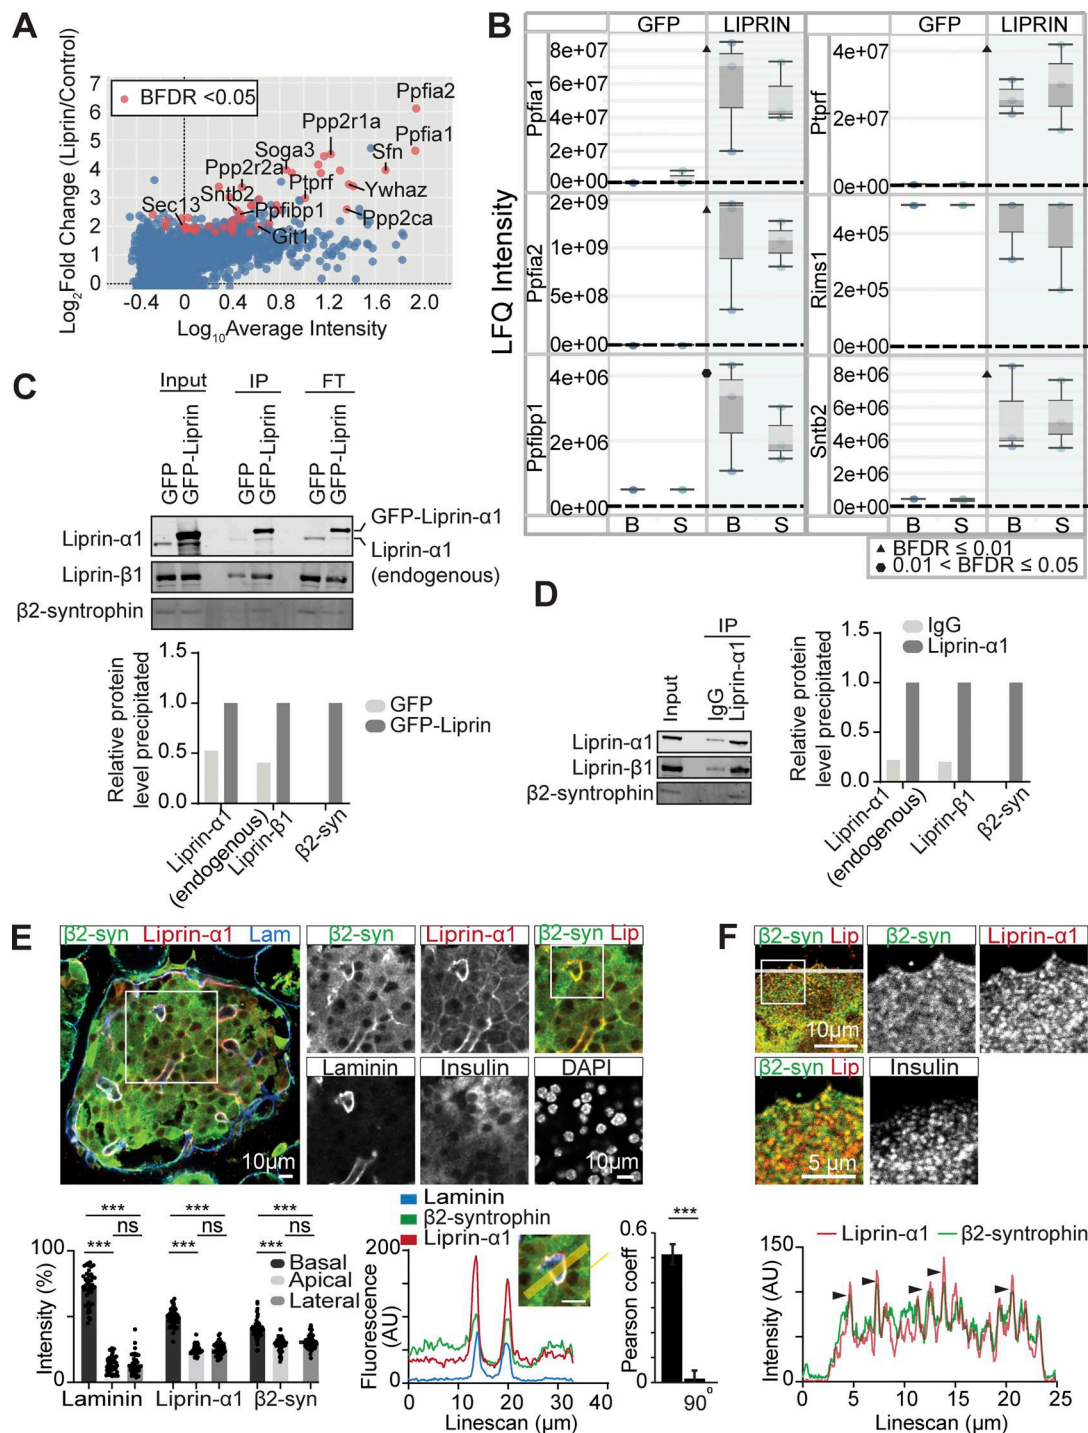 A
Log2Fold Change (Liprin/Control)
7
6
5
4
3
2
1
0
BFDR <0.05
Ppfia2
Ppp2r1a
Ppfia1
Soga3
Sfn
Ppp2r2a
Ptprf
Sntb2
Ywhaz
Sec13
Ppfibp1
Ppp2ca
Git1
-0.4 0 0.4 0.8 1.0 1.6 2.0
Log10Average Intensity
B
GFP LIPRIN GFP LIPRIN
LFQ Intensity
Ppfia1
8e+07
6e+07
4e+07
2e+07
0e+00
Ptprf
4e+07
2e+07
0e+00
Ppfia2
2e+09
1e+09
5e+08
0e+00
Rims1
4e+05
2e+05
0e+00
Ppfibp1
4e+06
2e+06
0e+00
Sntb2
8e+06
6e+06
4e+06
2e+06
0e+00
B S B S B S B S
BFDR ≤ 0.01
0.01 < BFDR ≤ 0.05
C
Input IP FT
GFP
GFP-Liprin
GFP
GFP-Liprin
GFP
GFP-Liprin
Liprin-α1
GFP-Liprin-α1
Liprin-α1
(endogenous)
Liprin-β1
β2-syntrophin
Relative protein
level precipitated
1.5
1.0
0.5
0
GFP
GFP-Liprin
Liprin-α1
(endogenous)
Liprin-β1
β2-syn
D
IP
Input
IgG
Liprin-α1
Liprin-α1
Liprin-β1
β2-syntrophin
Relative protein
level precipitated
1.5
1.0
0.5
0.0
IgG
Liprin-α1
Liprin-α1
(endogenous)
Liprin-β1
β2-syn
E
β2-syn Liprin-α1 Lam
10µm
β2-syn
Liprin-α1
β2-syn Lip
Laminin
Insulin
DAPI
10µm
Intensity (%)
100
50
0
*** *** ***
ns ns ns
*** *** ***
Basal
Apical
Lateral
Laminin Liprin-α1 β2-syn
Laminin
β2-syntrophin
Liprin-α1
Fluorescence
(AU)
200
100
0
0 10 20 30 40
Linescan (µm)
Pearson coeff
0.6
0
***
90°
F
β2-syn Lip
10µm
β2-syn
Liprin-α1
β2-syn Lip
5 µm
Insulin
Liprin-α1 β2-syntrophin
Intensity (AU)
150
75
0
0 5 10 15 20 25
Linescan (µm)